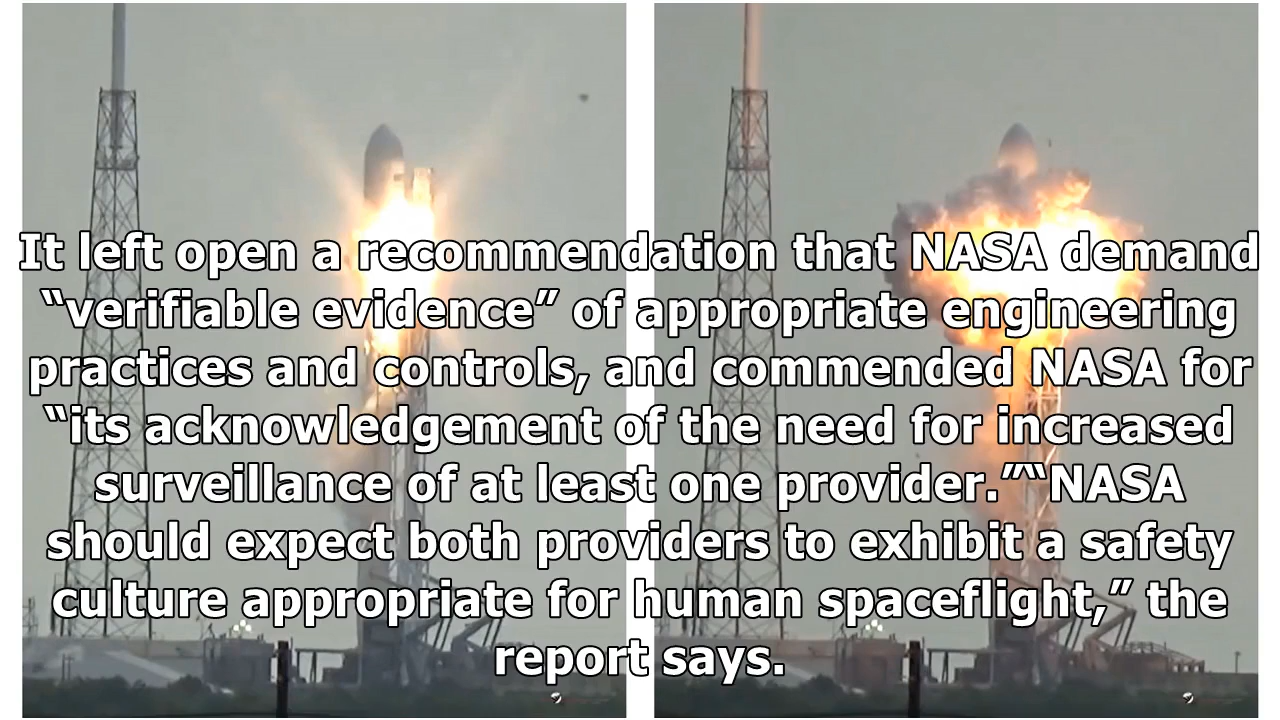 It left open a recommendation that NASA demand
“verifiable evidence” of appropriate engineering
practices and controls, and commended NASA for
“its acknowledgement of the need for increased
surveillance of at least one provider.”“NASA
should expect both providers to exhibit a safety
culture appropriate for human spaceflight,” the
report says.